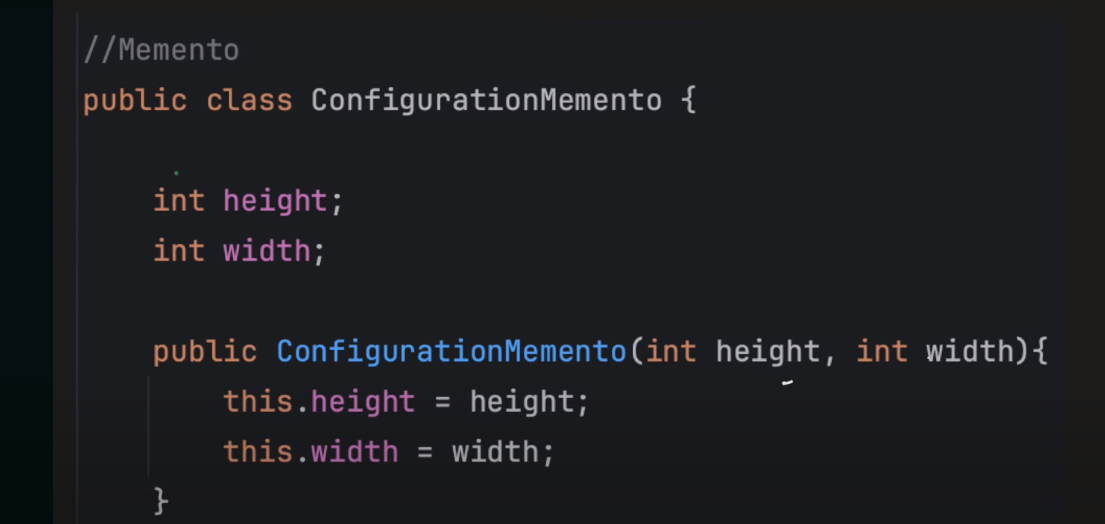 //Memento
public class ConfigurationMemento {
int height;
int width;
public ConfigurationMemento(int height, int width){
this.height = height;
this.width = width;
}